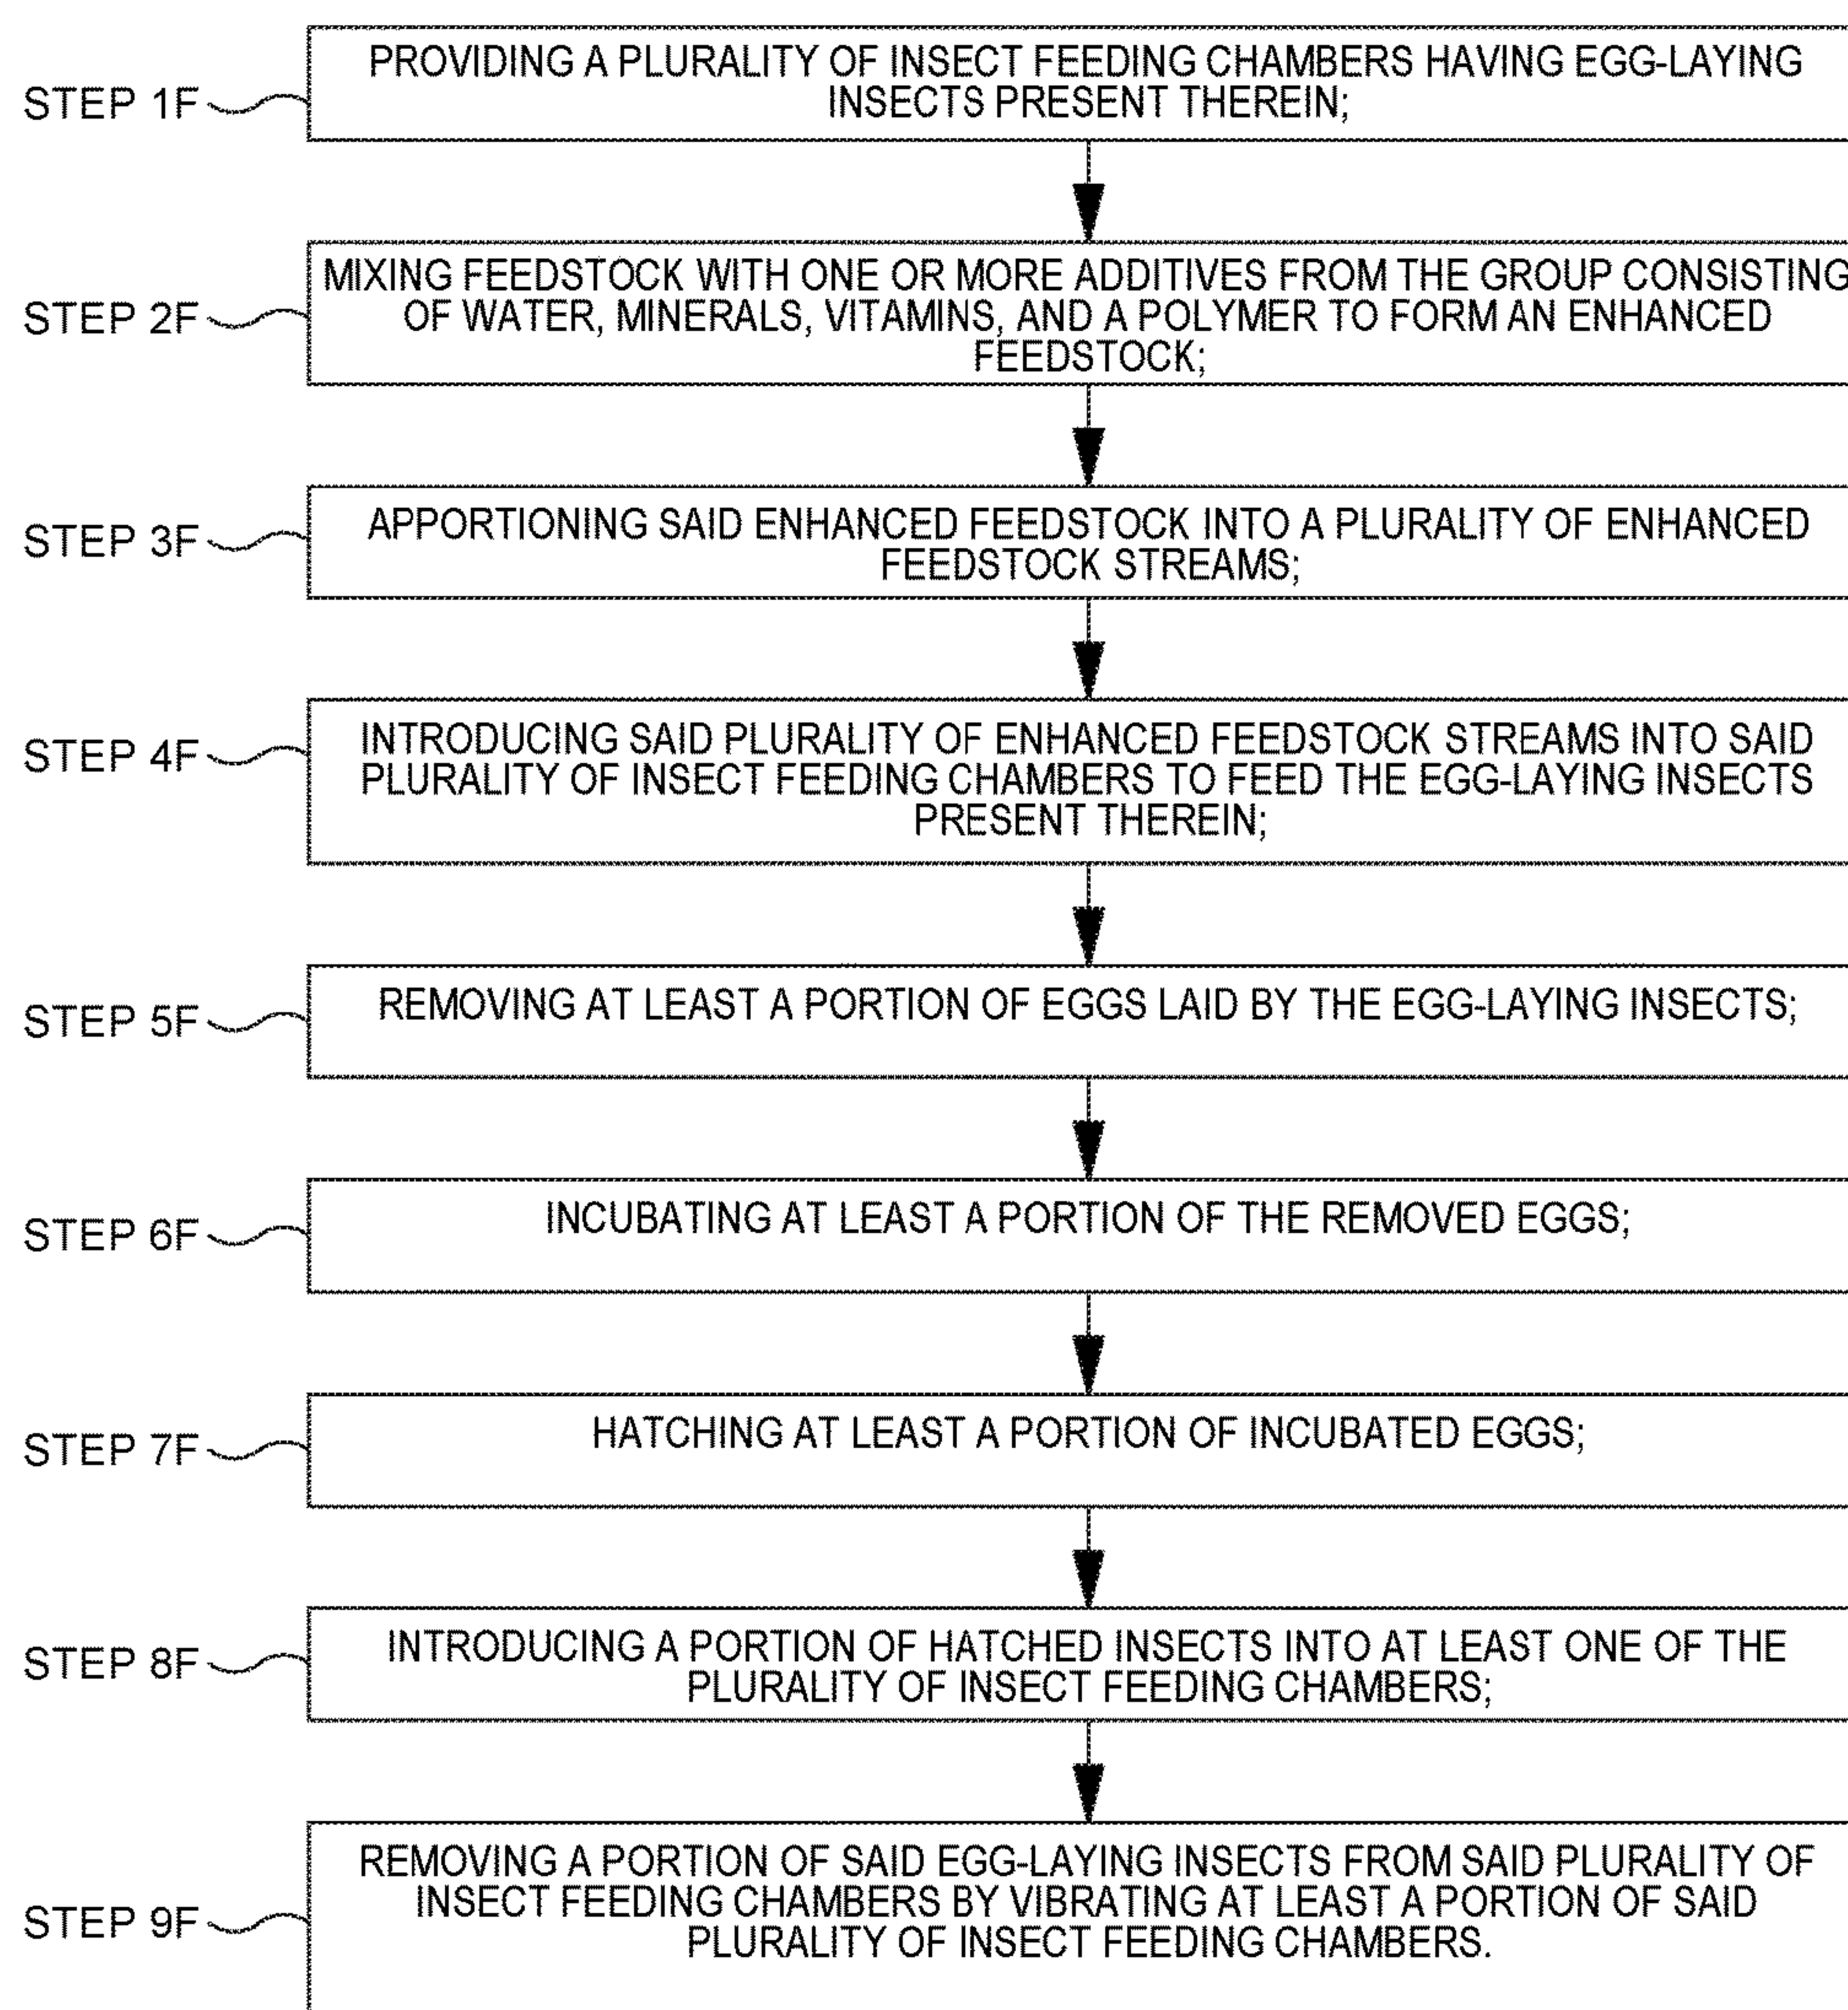 PROVIDING A PLURALITY OF INSECT FEEDING CHAMBERS HAVING EGG-LAYING
STEP 1F
INSECTS PRESENT THEREIN;
MIXING FEEDSTOCK WITH ONE OR MORE ADDITIVES FROM THE GROUP CONSISTING
STEP 2F
OF WATER, MINERALS, VITAMINS, AND A POLYMER TO FORM AN ENHANCED
FEEDSTOCK;
STEP 3F
APPORTIONING SAID ENHANCED FEEDSTOCK INTO A PLURALITY OF ENHANCED
FEEDSTOCK STREAMS;
STEP 4F
INTRODUCING SAID PLURALITY OF ENHANCED FEEDSTOCK STREAMS INTO SAID
PLURALITY OF INSECT FEEDING CHAMBERS TO FEED THE EGG-LAYING INSECTS
PRESENT THEREIN;
STEP 5F
REMOVING AT LEAST A PORTION OF EGGS LAID BY THE EGG-LAYING INSECTS;
STEP 6F
INCUBATING AT LEAST A PORTION OF THE REMOVED EGGS;
STEP 7F
HATCHING AT LEAST A PORTION OF INCUBATED EGGS;
STEP 8F
INTRODUCING A PORTION OF HATCHED INSECTS INTO AT LEAST ONE OF THE
PLURALITY OF INSECT FEEDING CHAMBERS;
STEP 9F
REMOVING A PORTION OF SAID EGG-LAYING INSECTS FROM SAID PLURALITY OF
INSECT FEEDING CHAMBERS BY VIBRATING AT LEAST A PORTION OF SAID
PLURALITY OF INSECT FEEDING CHAMBERS.